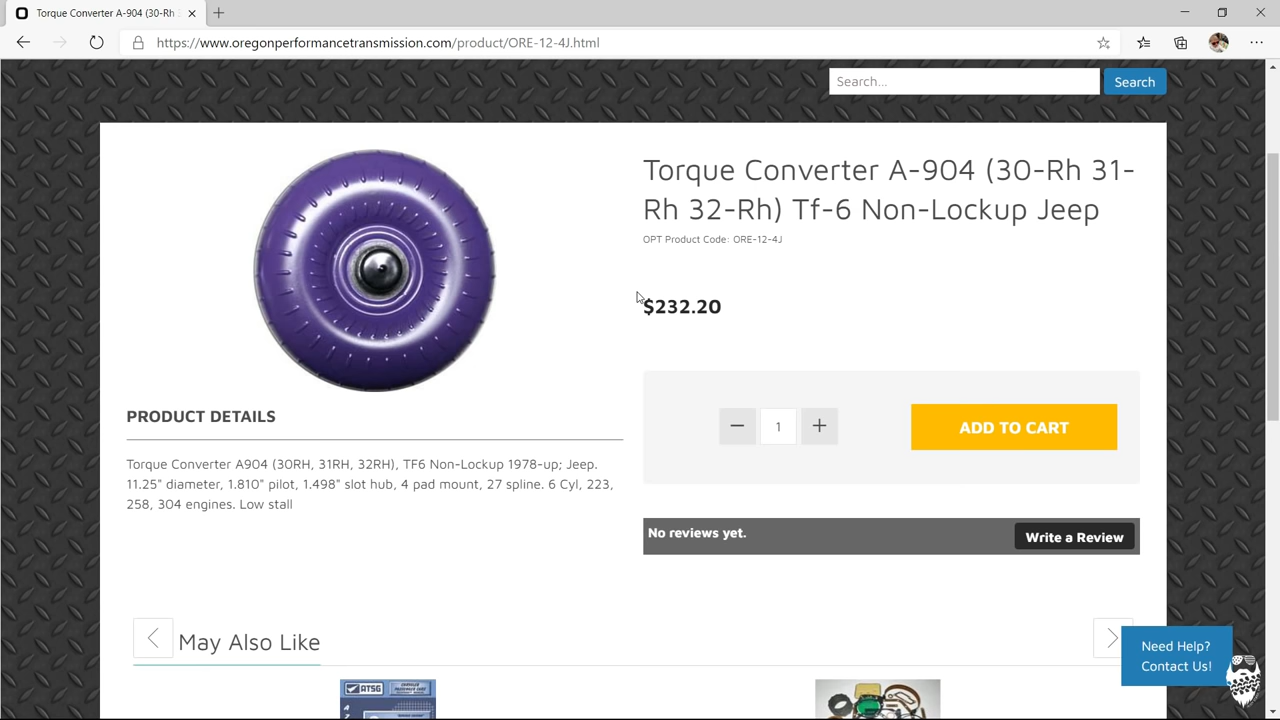 Torque Converter A-904 (30-Rh 3
https://www.oregonperformancetransmission.com/product/ORE-12-4J.html
Search...
Search
Torque Converter A-904 (30-Rh 31-
Rh 32-Rh) Tf-6 Non-Lockup Jeep
OPT Product Code: ORE-12-4J
$232.20
PRODUCT DETAILS
1
ADD TO CART
Torque Converter A904 (30RH, 31RH, 32RH), TF6 Non-Lockup 1978-up; Jeep.
11.25" diameter, 1.810" pilot, 1.498" slot hub, 4 pad mount, 27 spline. 6 Cyl, 223,
258, 304 engines. Low stall
No reviews yet.
Write a Review
May Also Like
Need Help?
Contact Us!
ATSG